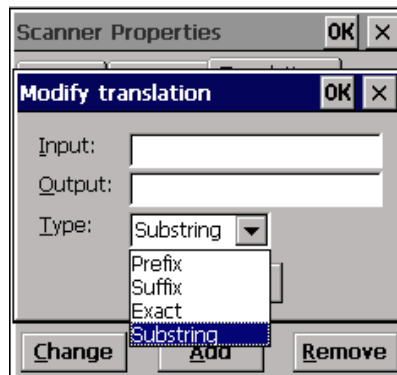 Scanner Properties OK ×
Modify translation OK ×
Input:
Output:
Type: Substring
Prefix
Suffix
Exact
Substring
Change Add Remove